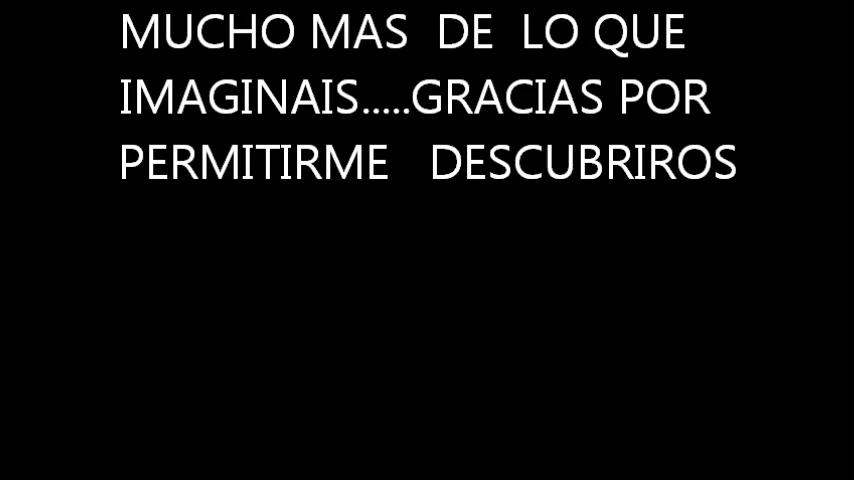 MUCHO MAS DE LO QUE
IMAGINAIS.....GRACIAS POR
PERMITIRME DESCUBRIROS